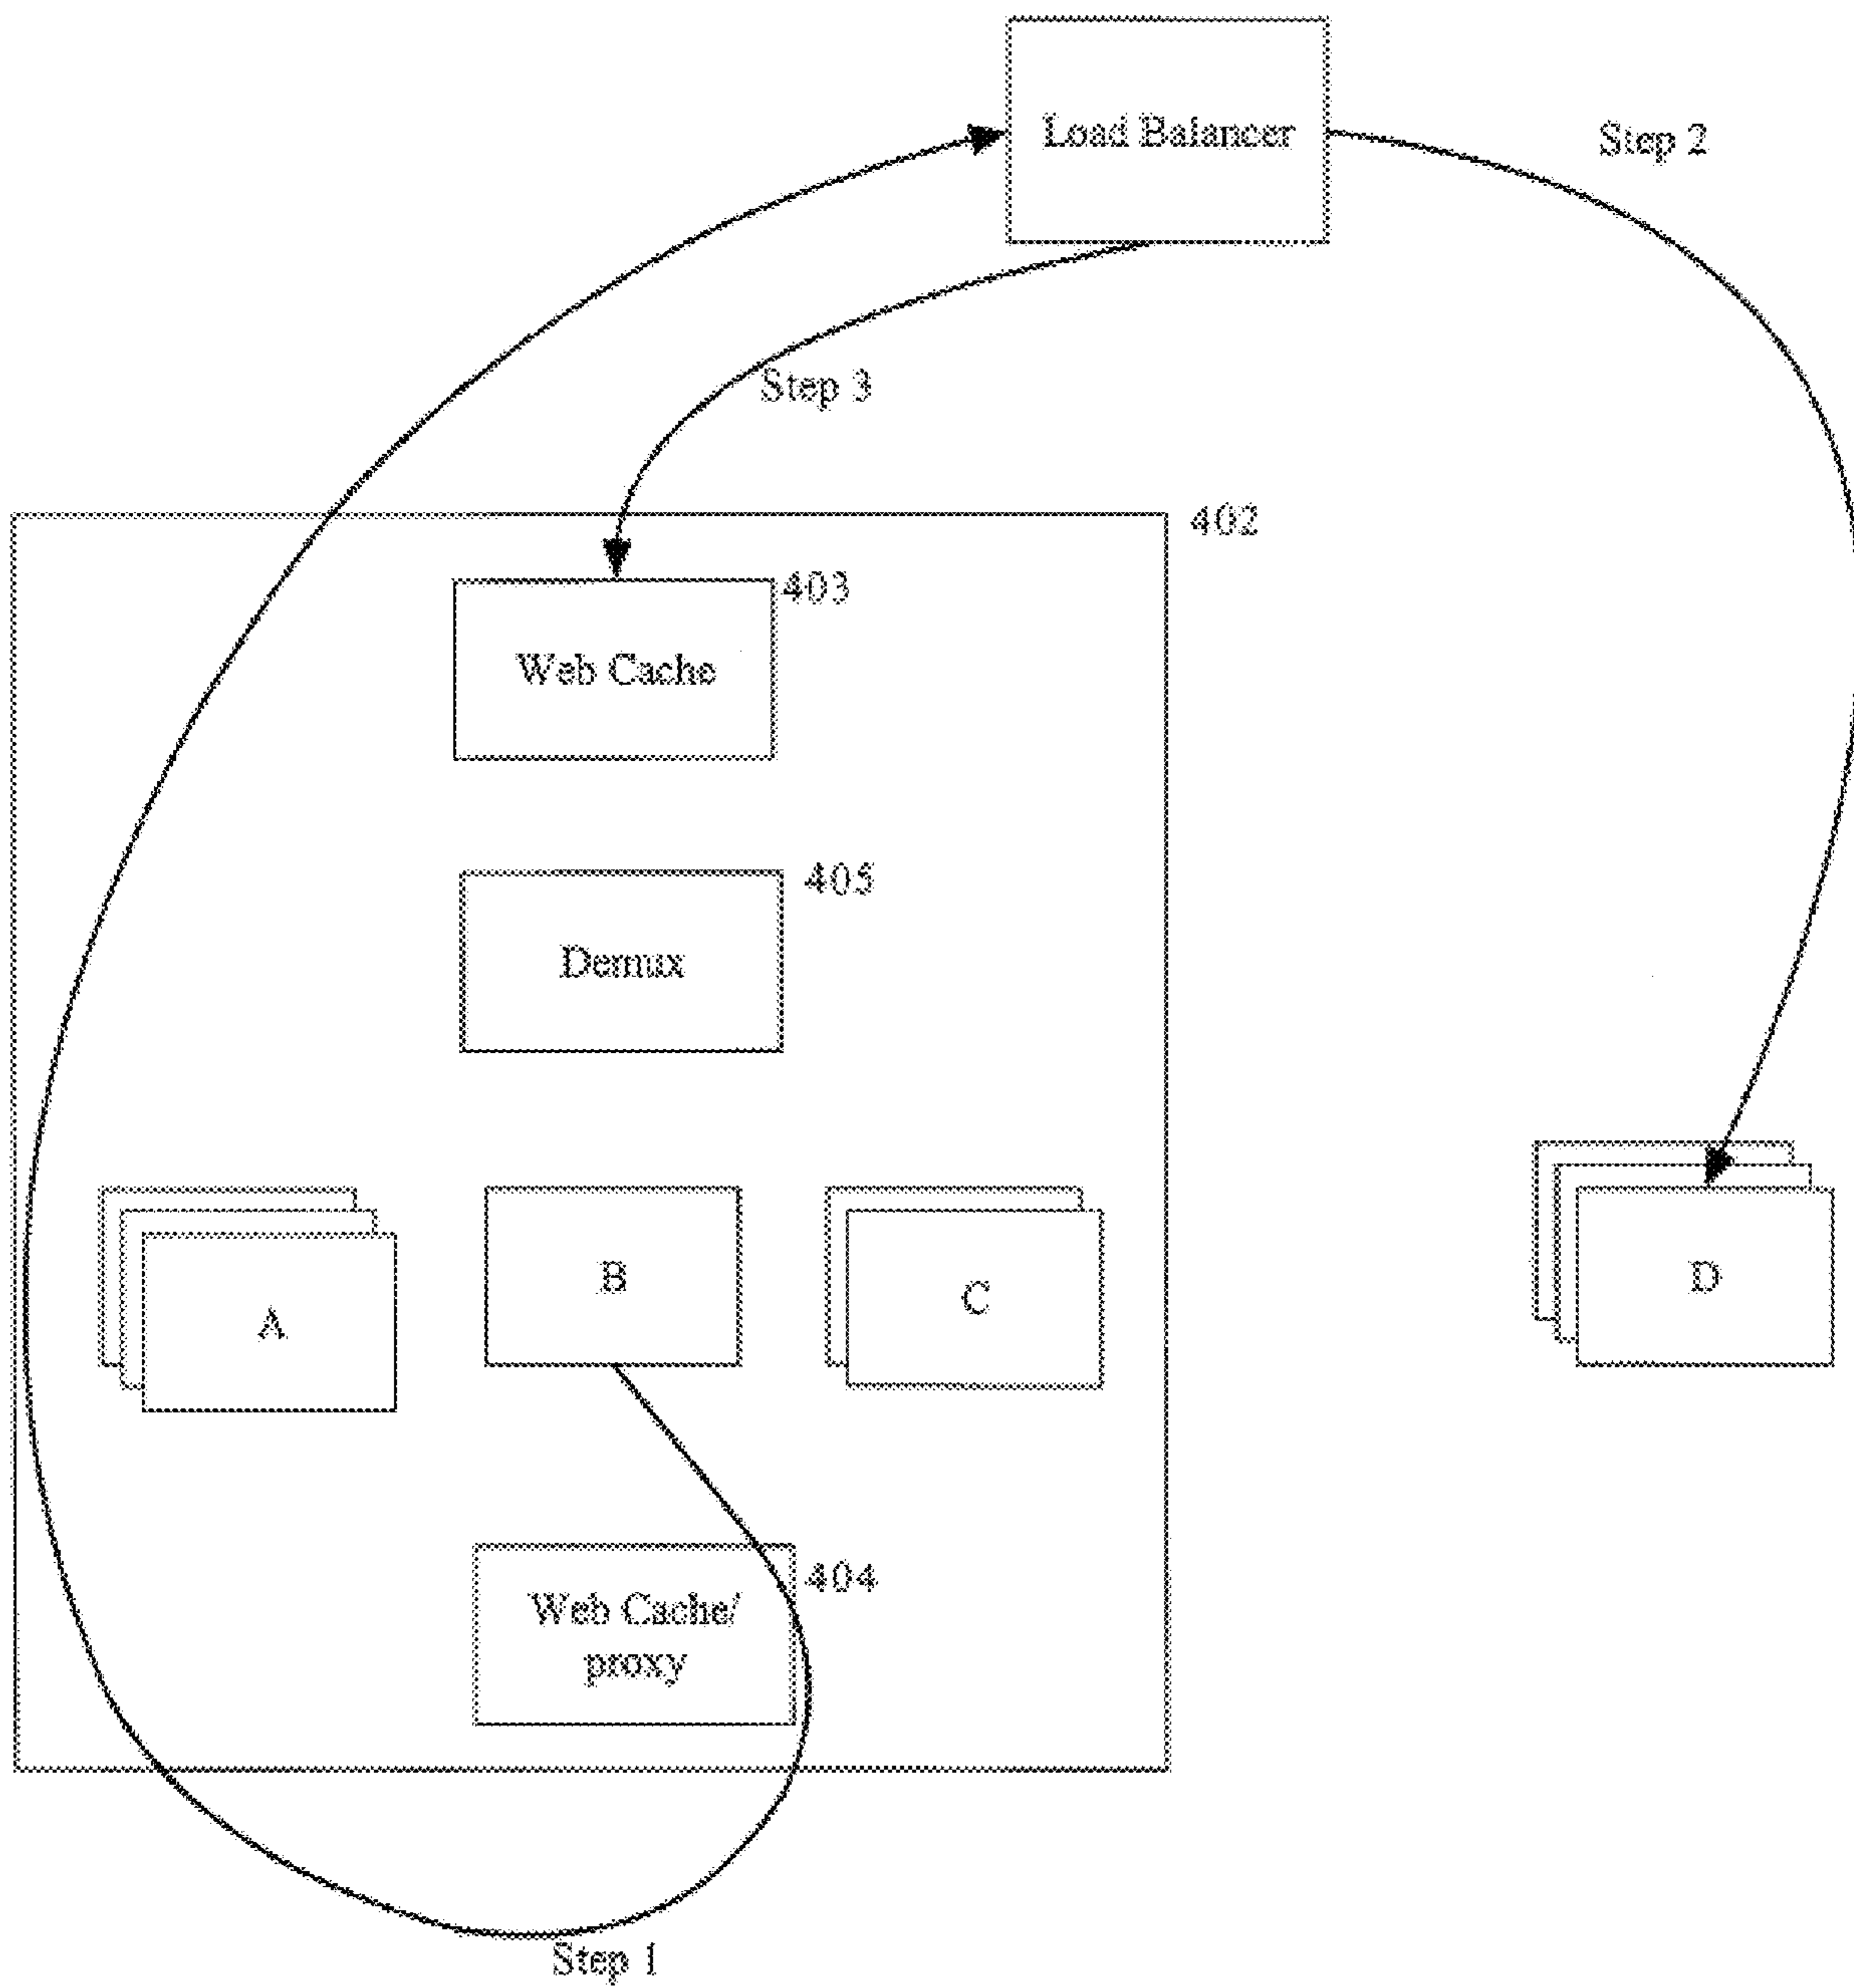 Load Balancer
Step 2
Step 3
402
403
Web Cache
405
Demux
A
B
C
D
404
Web Cache/
proxy
Step 1